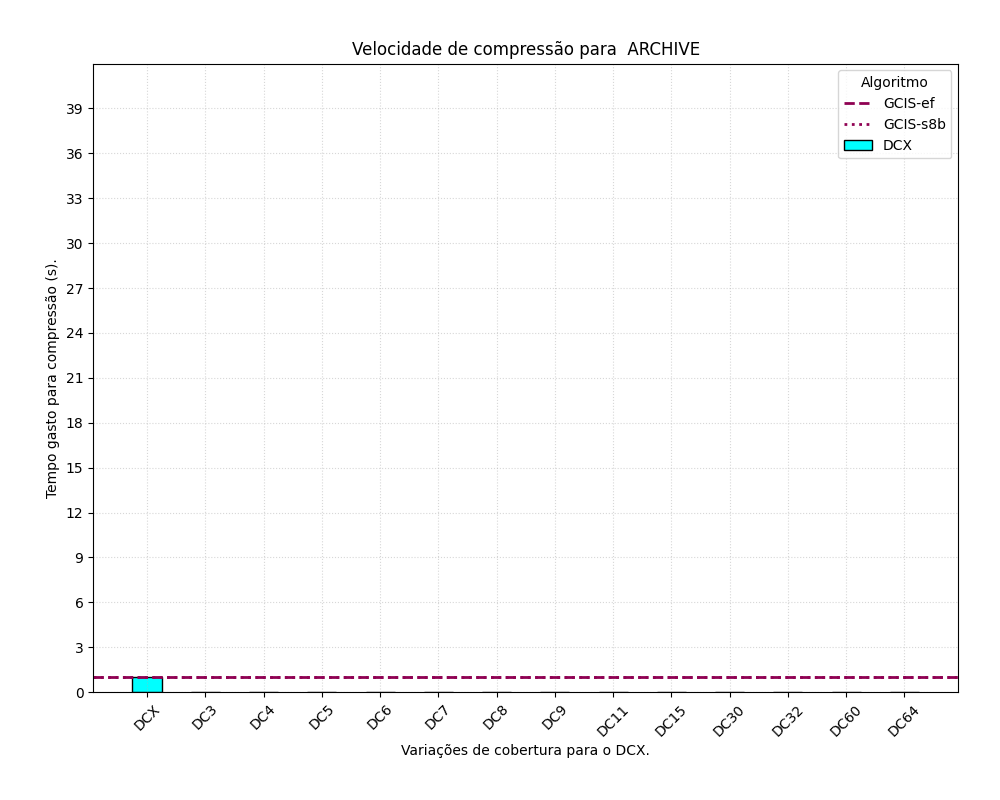 Velocidade de compressão para  ARCHIVE
Algoritmo
GCIS-ef
GCIS-s8b
DCX
Tempo gasto para compressão (s).
39
36
33
30
27
24
21
18
15
12
9
6
3
0
DCX
DC3
DC4
DC5
DC6
DC7
DC8
DC9
DC11
DC15
DC30
DC32
DC60
DC64
Variações de cobertura para o DCX.